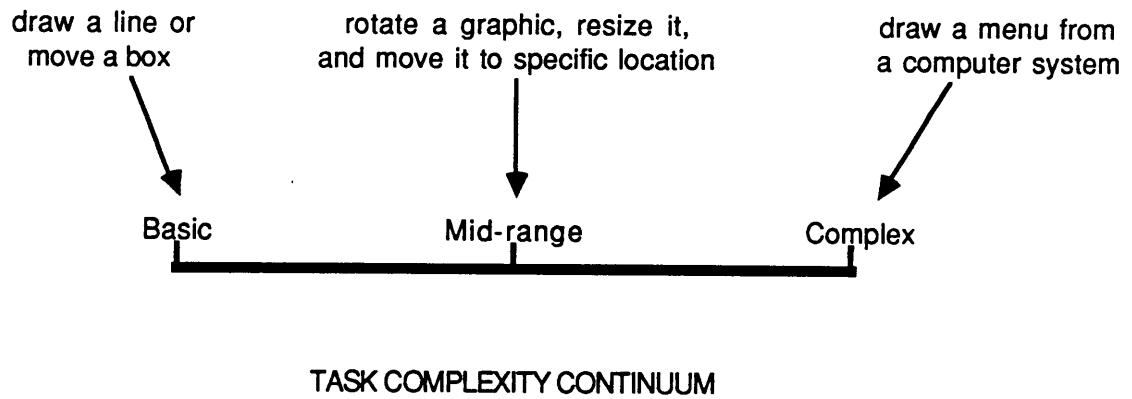 draw a line or
move a box
rotate a graphic, resize it,
and move it to specific location
draw a menu from
a computer system
Basic
Mid-range
Complex
TASK COMPLEXITY CONTINUUM